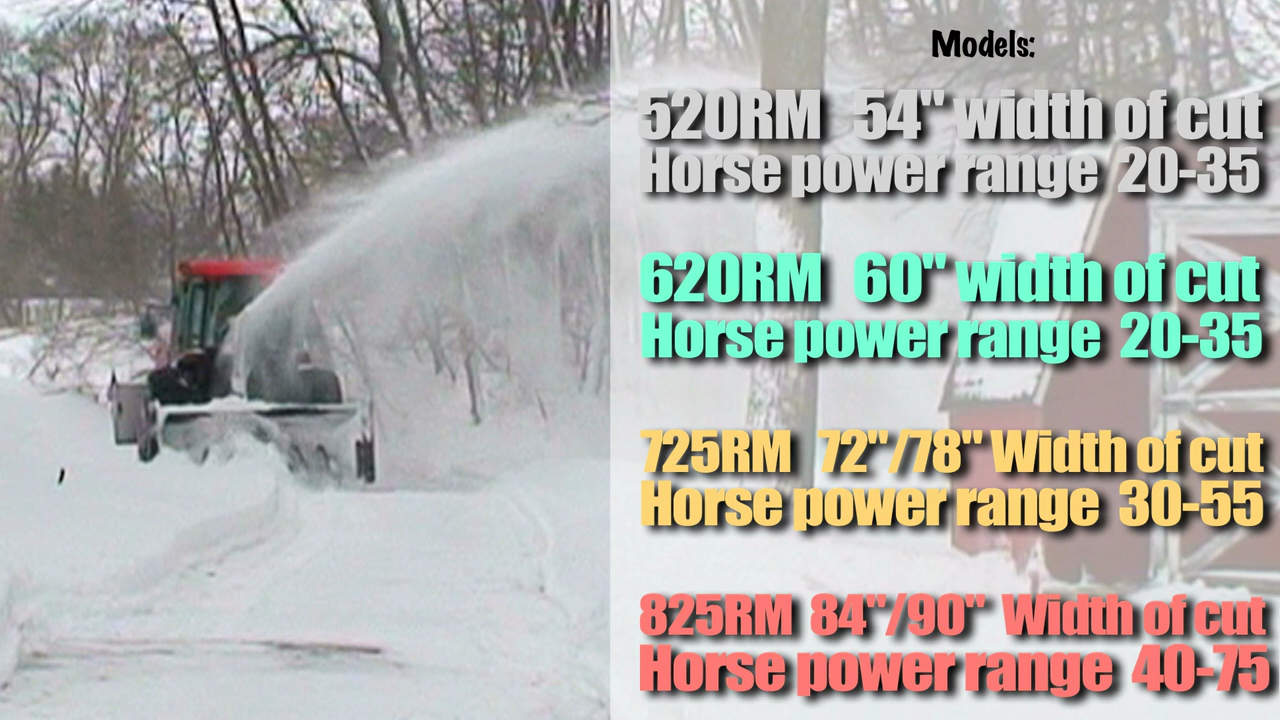 Models:
520RM 54" width of cut
Horse power range 20-35
620RM 60" width of cut
Horse power range 20-35
725RM 72"/78" Width of cut
Horse power range 30-55
825RM 84"/90" Width of cut
Horse power range 40-75